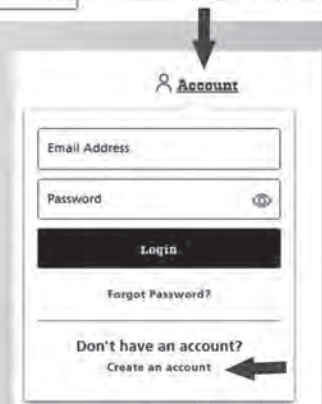 Account
Email Address
Password
Login
Forgot Password?
Don't have an account?
Create an account